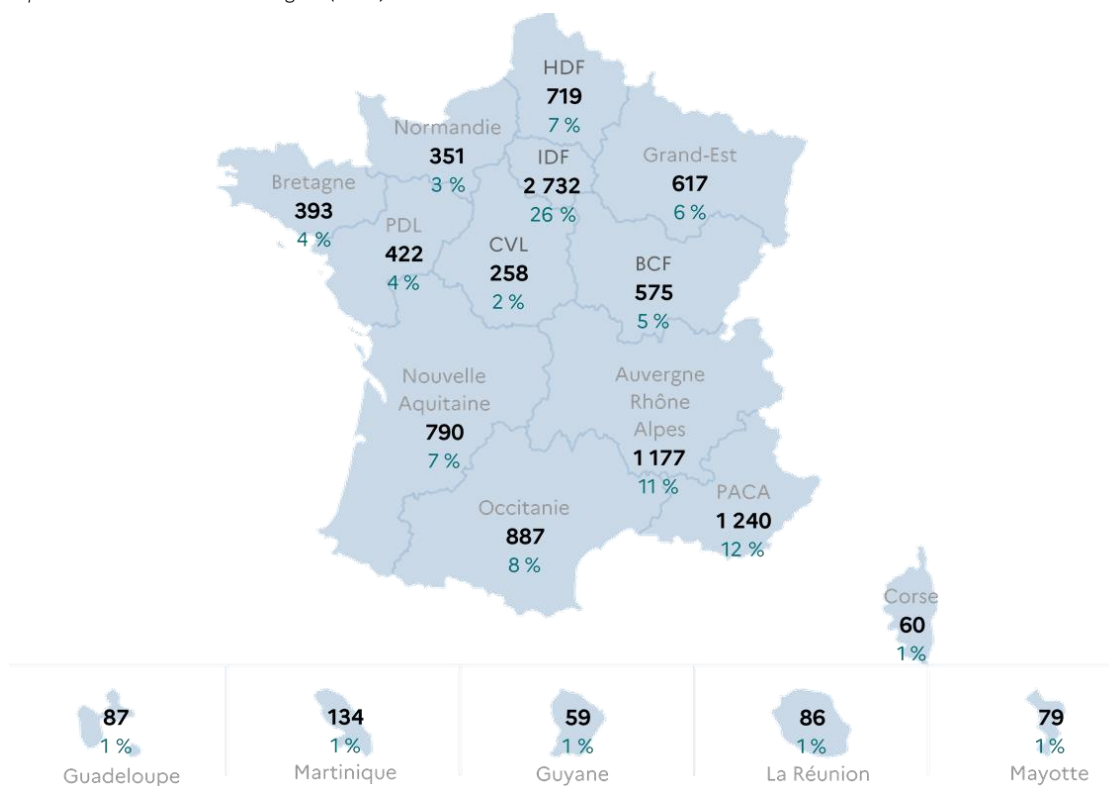 HDF
719
7 %
Normandie
351
3 %
IDF
2 732
26 %
Grand-Est
617
6 %
Bretagne
393
4 %
PDL
422
4 %
CVL
258
2 %
BCF
575
5 %
Nouvelle
Aquitaine
790
7 %
Auvergne
Rhône
Alpes
1 177
11 %
PACA
1 240
12 %
Occitanie
887
8 %
Corse
60
1 %
87
1 %
Guadeloupe
134
1 %
Martinique
59
1 %
Guyane
86
1 %
La Réunion
79
1 %
Mayotte